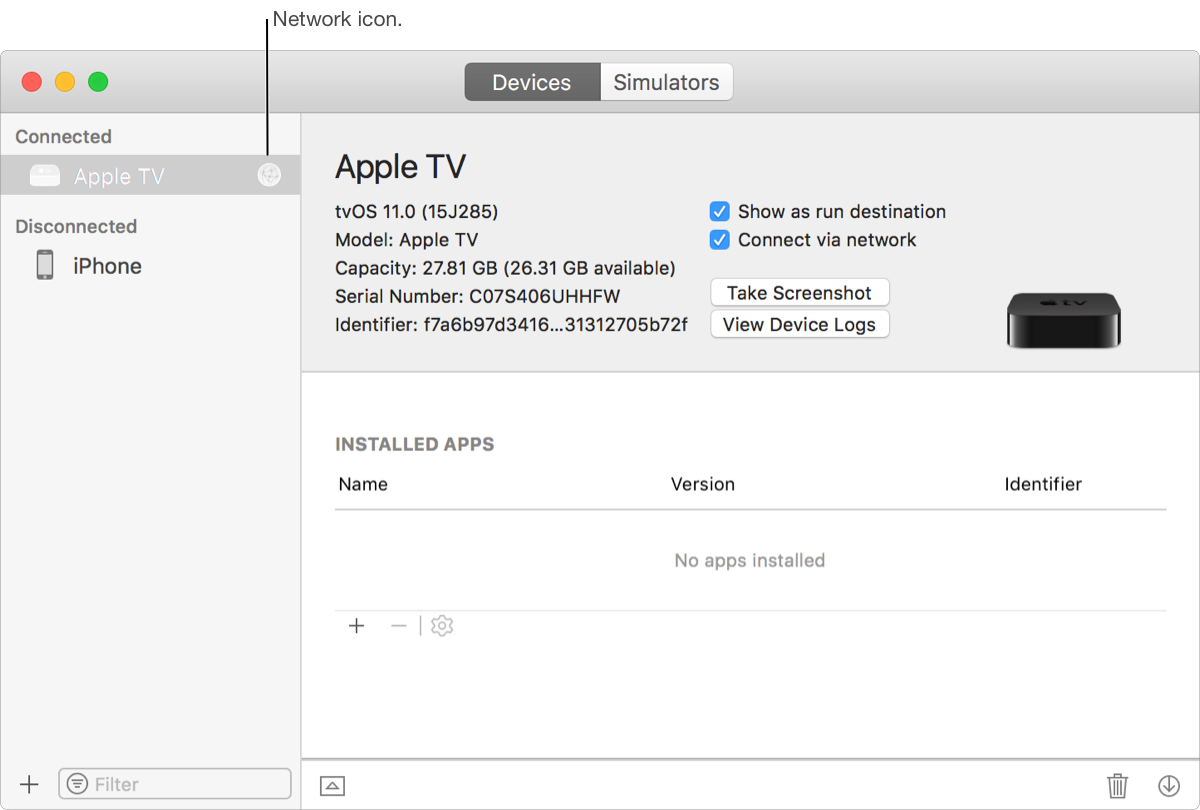 Network icon.
Devices
Simulators
Connected
Apple TV
Disconnected
iPhone
Apple TV
tvOS 11.0 (15J285)
Model: Apple TV
Capacity: 27.81 GB (26.31 GB available)
Serial Number: C07S406UHHFW
Identifier: f7a6b97d3416...31312705b72f
Show as run destination
Connect via network
Take Screenshot
View Device Logs
tv
INSTALLED APPS
Name Version Identifier
No apps installed
Filter